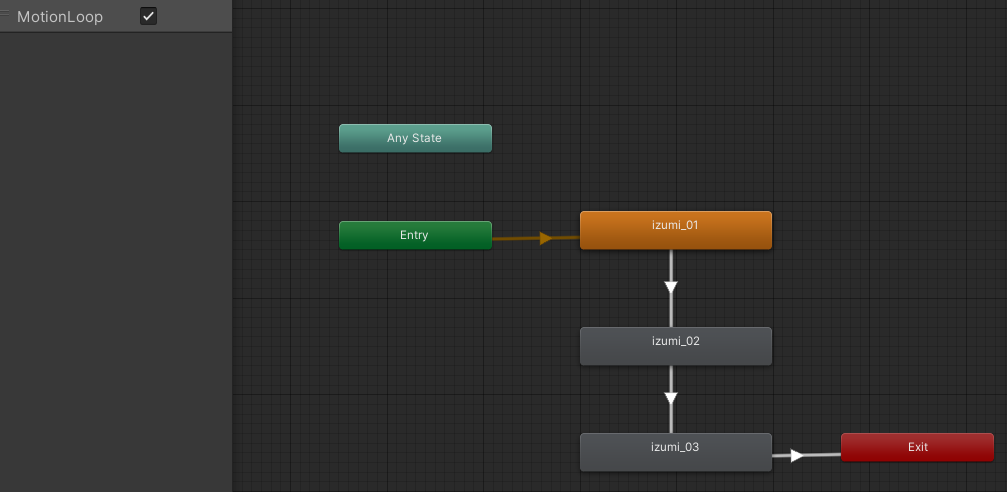 MotionLoop
Any State
Entry
izumi_01
izumi_02
izumi_03
Exit